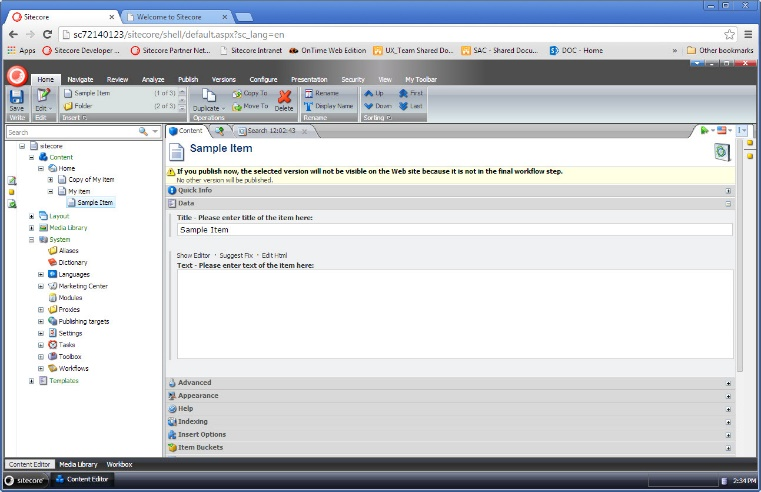 Sitecore
Welcome to Sitecore
sc72140123/sitecore/shell/default.aspx?sc_lang=en
Apps
Sitecore Developer ...
Sitecore Partner Net...
Sitecore Intranet
OnTime Web Edition
UX_Team Shared Do...
SAC - Shared Docu...
DOC - Home
»
Other bookmarks
Home
Navigate
Review
Analyze
Publish
Versions
Configure
Presentation
Security
View
My Toolbar
Save
Write
Edit
Edit
Sample Item (1 of 3)
Folder (2 of 3)
Insert
Duplicate
Copy To
Move To
Delete
Operations
Rename
Display Name
Rename
Up
Down
First
Last
Sorting
Search
sitecore
Content
Home
Copy of My item
My item
Sample Item
Layout
Media Library
System
Aliases
Dictionary
Languages
Marketing Center
Modules
Proxies
Publishing targets
Settings
Tasks
Toolbox
Workflows
Templates
Content
Search 12:02:43
Sample Item
If you publish now, the selected version will not be visible on the Web site because it is not in the final workflow step.
No other version will be published.
Quick Info
Data
Title - Please enter title of the item here:
Sample Item
Show Editor · Suggest Fix · Edit Html
Text - Please enter text of the item here:
Advanced
Appearance
Help
Indexing
Insert Options
Item Buckets
Content Editor
Media Library
Workbox
sitecore
Content Editor
2:34 PM